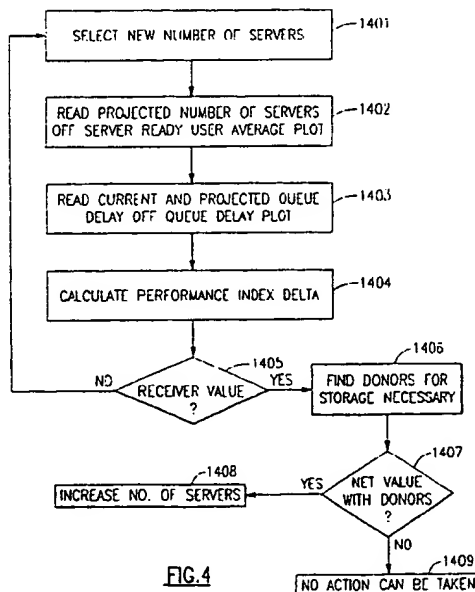 SELECT NEW NUMBER OF SERVERS
1401
READ PROJECTED NUMBER OF SERVERS
OFF SERVER READY USER AVERAGE PLOT
1402
READ CURRENT AND PROJECTED QUEUE
DELAY OFF QUEUE DELAY PLOT
1403
CALCULATE PERFORMANCE INDEX DELTA
1404
NO
RECEIVER VALUE
?
1405
YES
FIND DONORS FOR
STORAGE NECESSARY
1406
INCREASE NO. OF SERVERS
1408
YES
NET VALUE
WITH DONORS
?
1407
NO
NO ACTION CAN BE TAKEN
1409
FIG.4